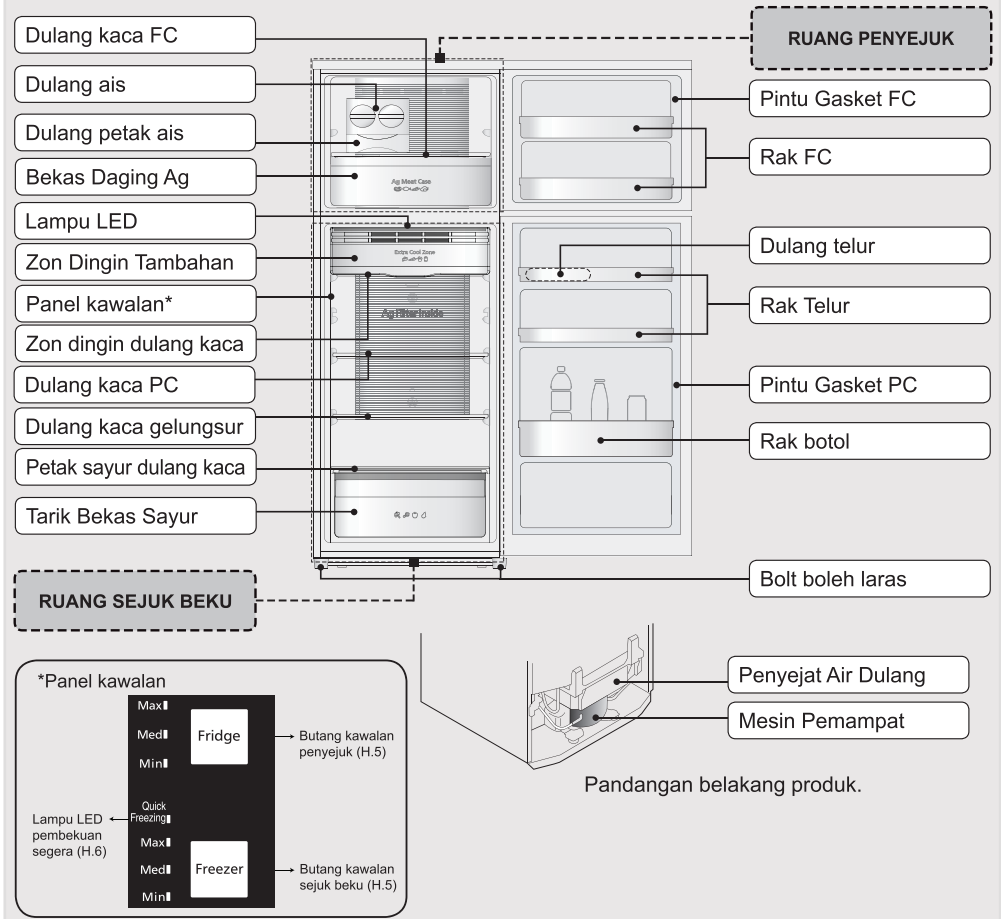 Dulang kaca FC
Dulang ais
Dulang petak ais
Bekas Daging Ag
Lampu LED
Zon Dingin Tambahan
Panel kawalan*
Zon dingin dulang kaca
Dulang kaca PC
Dulang kaca gelungsur
Petak sayur dulang kaca
Tarik Bekas Sayur
RUANG SEJUK BEKU
Ag Meat Case
Extra Cool Zone
Ag Filter Inside
RUANG PENYEJUK
Pintu Gasket FC
Rak FC
Dulang telur
Rak Telur
Pintu Gasket PC
Rak botol
Bolt boleh laras
Penyejat Air Dulang
Mesin Pemampat
Pandangan belakang produk.
*Panel kawalan
Max
Med
Min
Fridge
Butang kawalan
penyejuk (H.5)
Quick
Freezing
Lampu LED
pembekuan
segera (H.6)
Max
Med
Min
Freezer
Butang kawalan
sejuk beku (H.5)